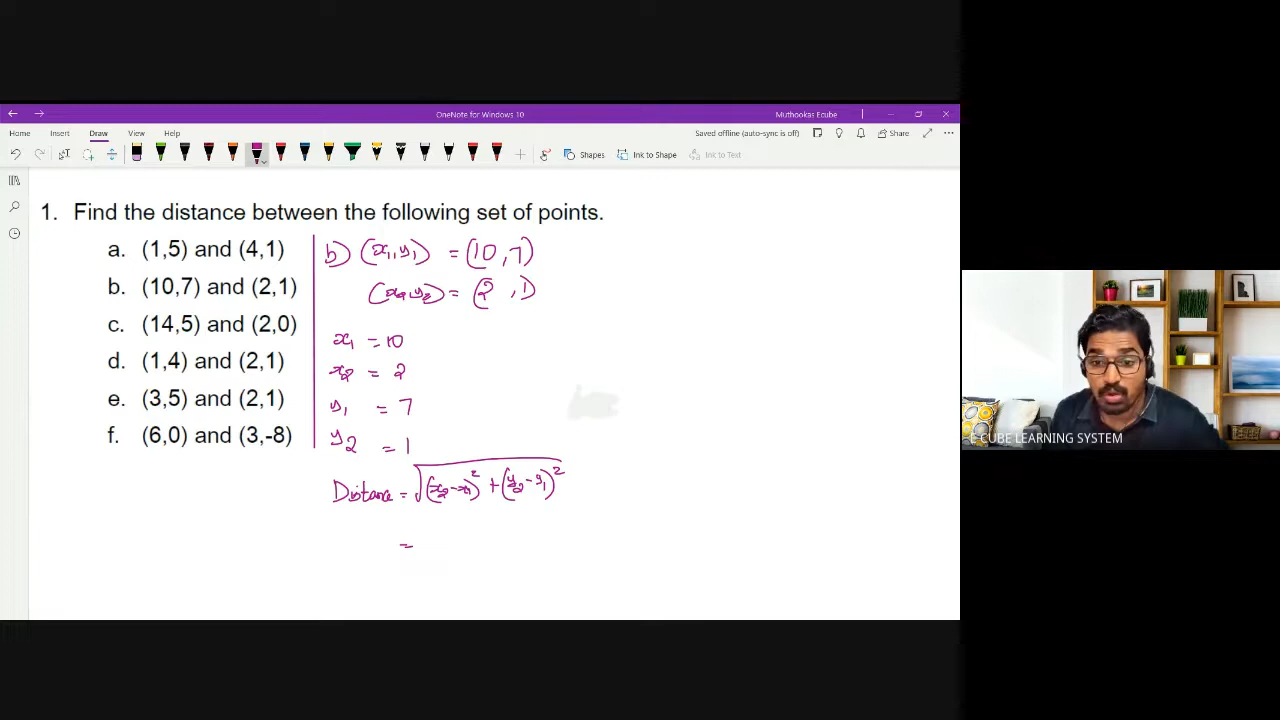 OneNote for Windows 10
Muthookas Ecube
Home Insert Draw View Help
Saved offline (auto-sync is off)
Share
Shapes
Ink to Shape
Ink to Text
1. Find the distance between the following set of points.
a. (1,5) and (4,1)
b. (10,7) and (2,1)
c. (14,5) and (2,0)
d. (1,4) and (2,1)
e. (3,5) and (2,1)
f. (6,0) and (3,-8)
b) (x₁,y₁) = (10,7)
(x₂,y₂) = (2,1)
x₁ = 10
x₂ = 2
y₁ = 7
y₂ = 1
Distance = √(x₂-x₁)² + (y₂-y₁)²
=
E CUBE LEARNING SYSTEM